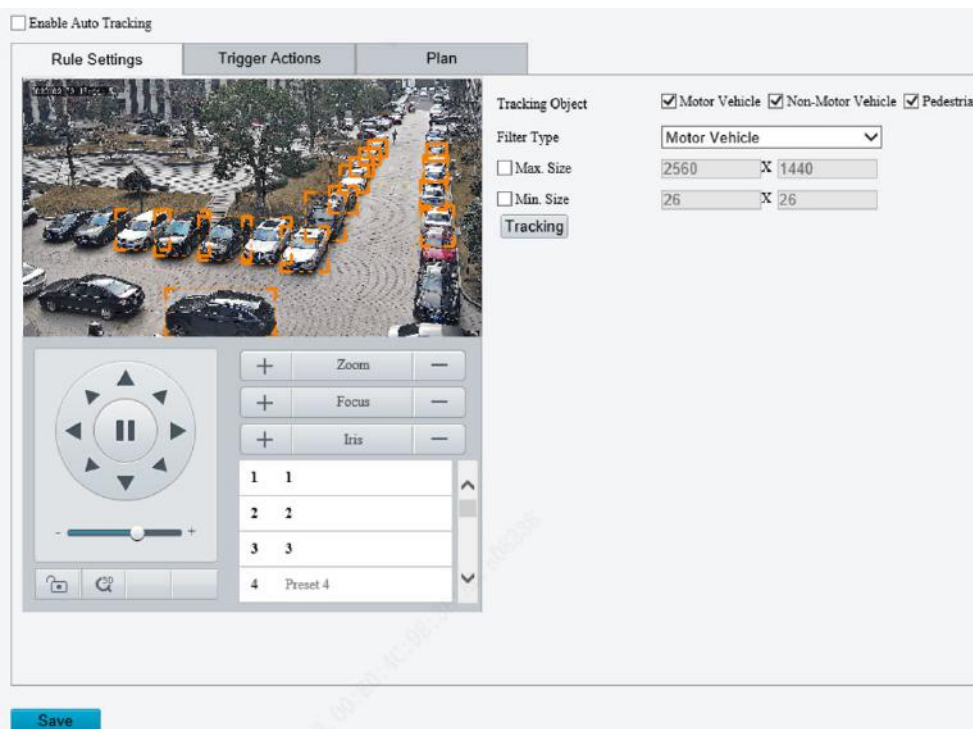 Enable Auto Tracking
Rule Settings Trigger Actions Plan
Tracking Object Motor Vehicle Non-Motor Vehicle Pedestria
Filter Type Motor Vehicle
Max. Size 2560 X 1440
Min. Size 26 X 26
Tracking
+ Zoom —
+ Focus —
+ Iris —
1 1
2 2
3 3
- +
4 Preset 4
3D
Save